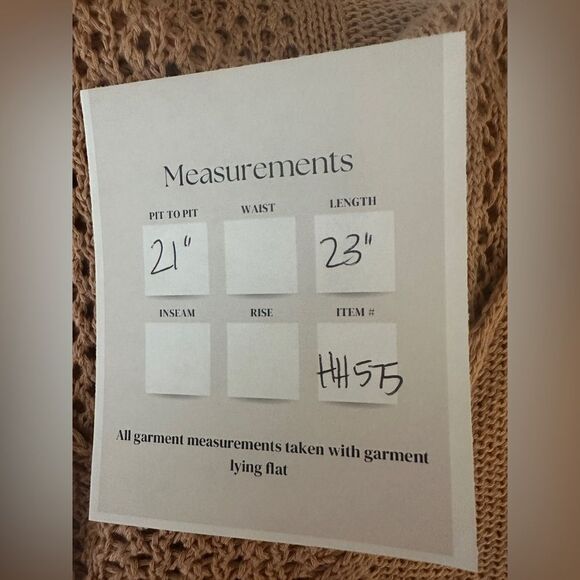 Measurements
PIT TO PIT WAIST LENGTH
21" 23"
INSEAM RISE ITEM #
HH575
All garment measurements taken with garment
lying flat